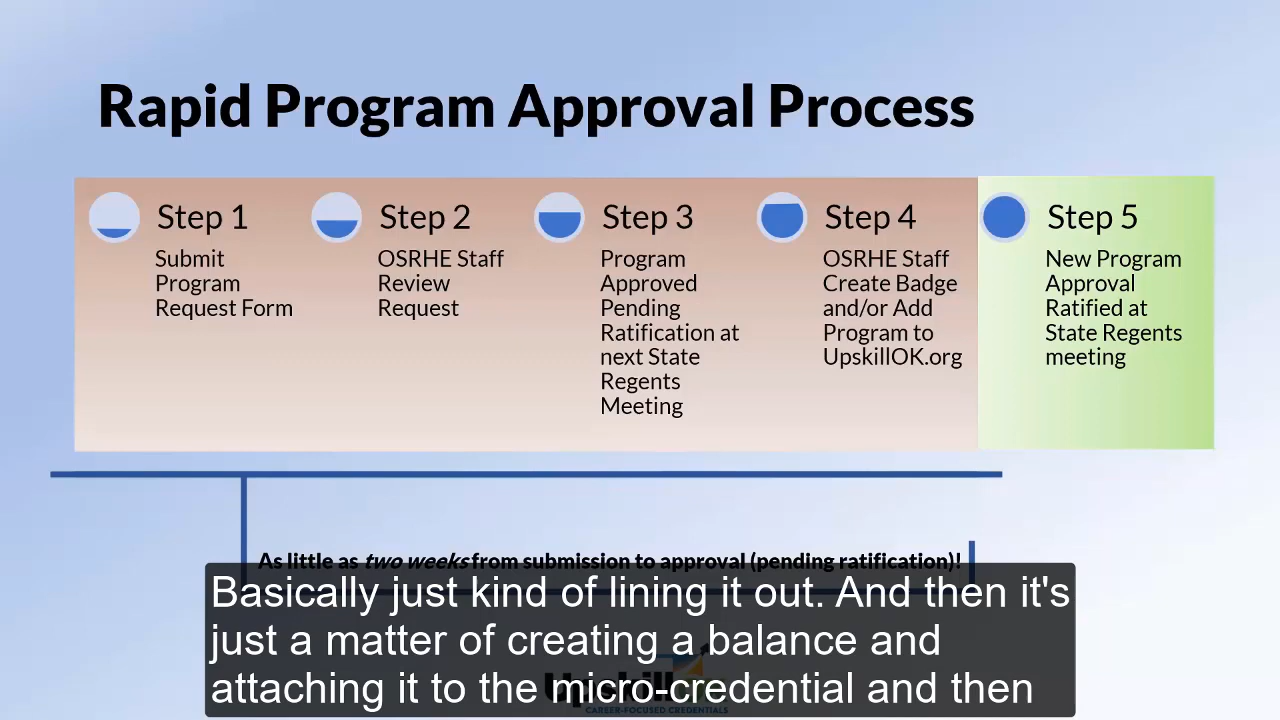 Rapid Program Approval Process
Step 1
Submit
Program
Request Form
Step 2
OSRHE Staff
Review
Request
Step 3
Program
Approved
Pending
Ratification at
next State
Regents
Meeting
Step 4
OSRHE Staff
Create Badge
and/or Add
Program to
UpskillOK.org
Step 5
New Program
Approval
Ratified at
State Regents
meeting
As little as two weeks from submission to approval (pending ratification)!
Basically just kind of lining it out. And then it's
just a matter of creating a balance and
attaching it to the micro-credential and then
CAREER-FOCUSED CREDENTIALS